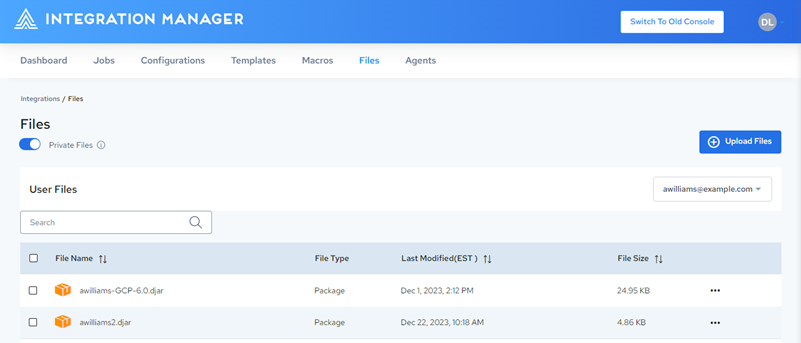 INTEGRATION MANAGER
Switch To Old Console
DL
Dashboard Jobs Configurations Templates Macros Files Agents
Integrations / Files
Files
Private Files
Upload Files
User Files
awilliams@example.com
Search
File Name File Type Last Modified(EST ) File Size
awilliams-GCP-6.0.djar Package Dec 1, 2023, 2:12 PM 24.95 KB
awilliams2.djar Package Dec 22, 2023, 10:18 AM 4.86 KB